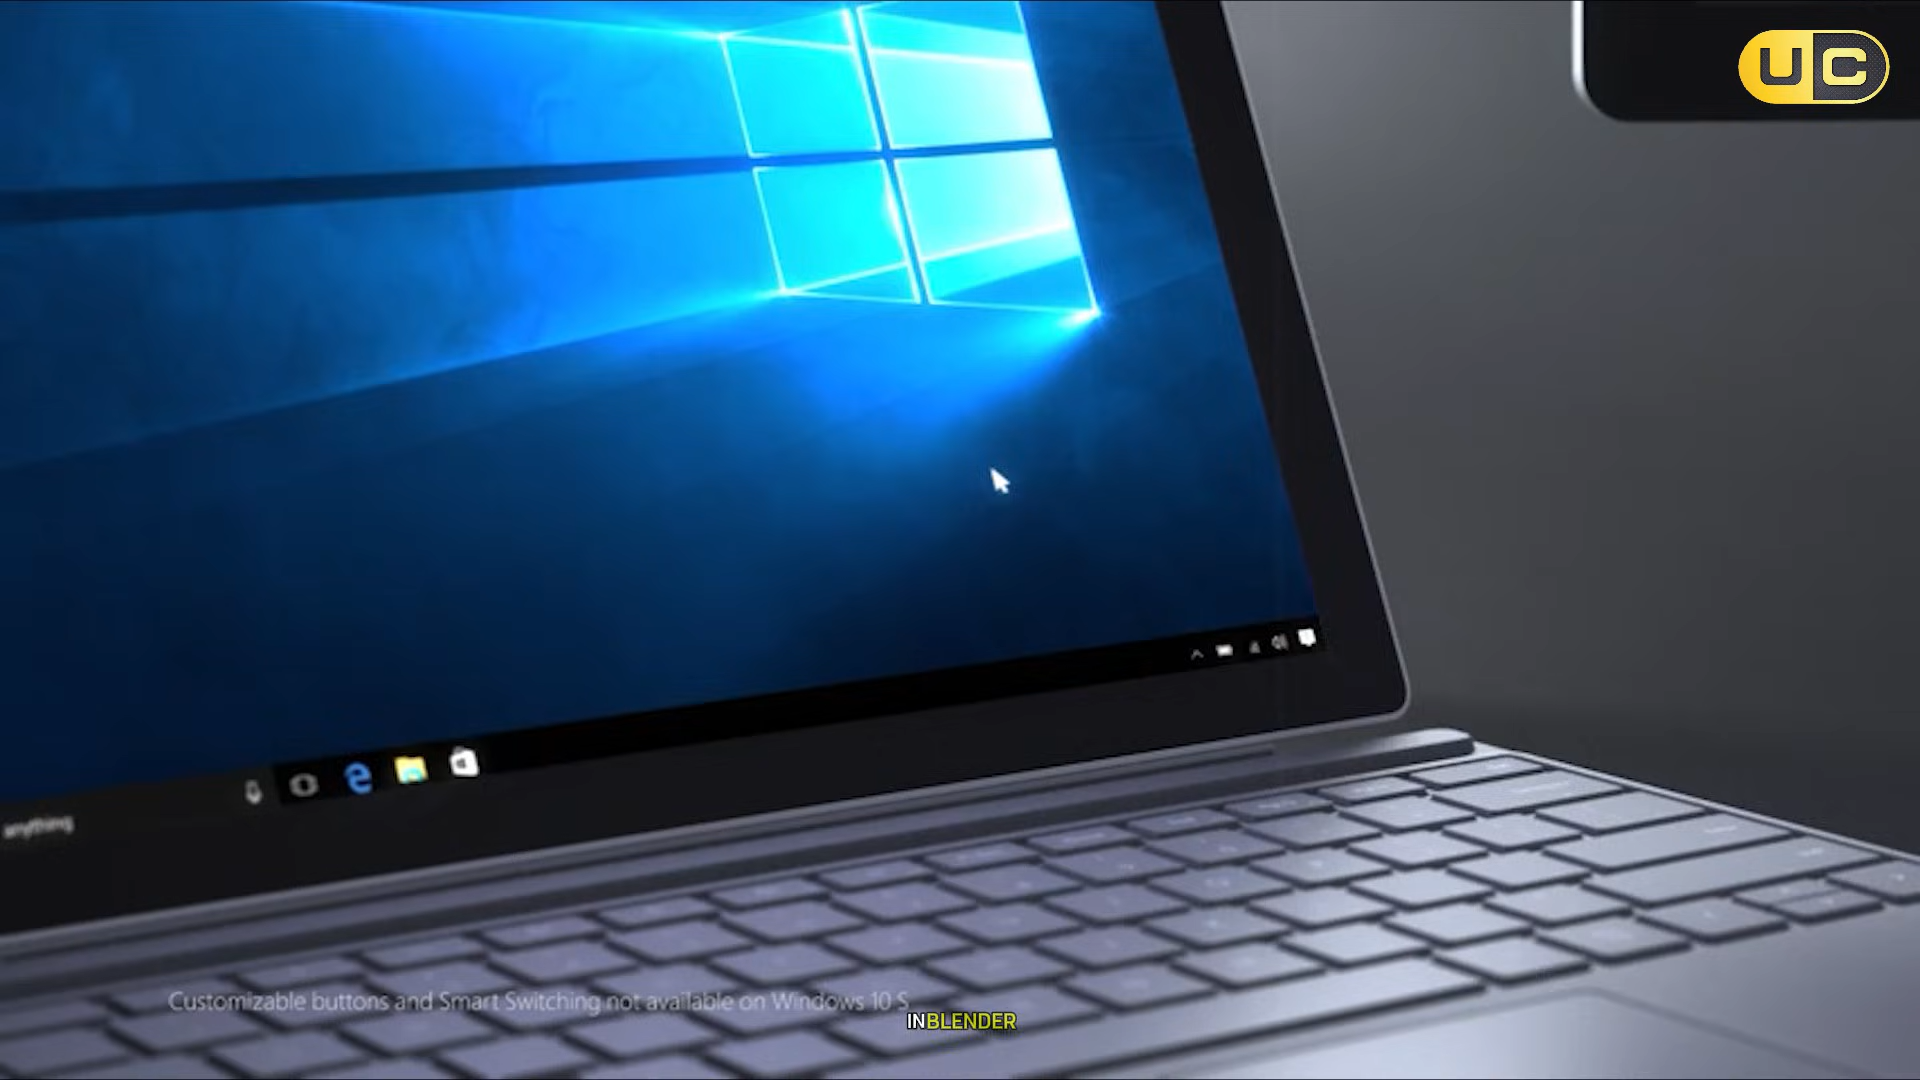 UC
anything
Customizable buttons and Smart Switching not available on Windows 10 S
INBLENDER